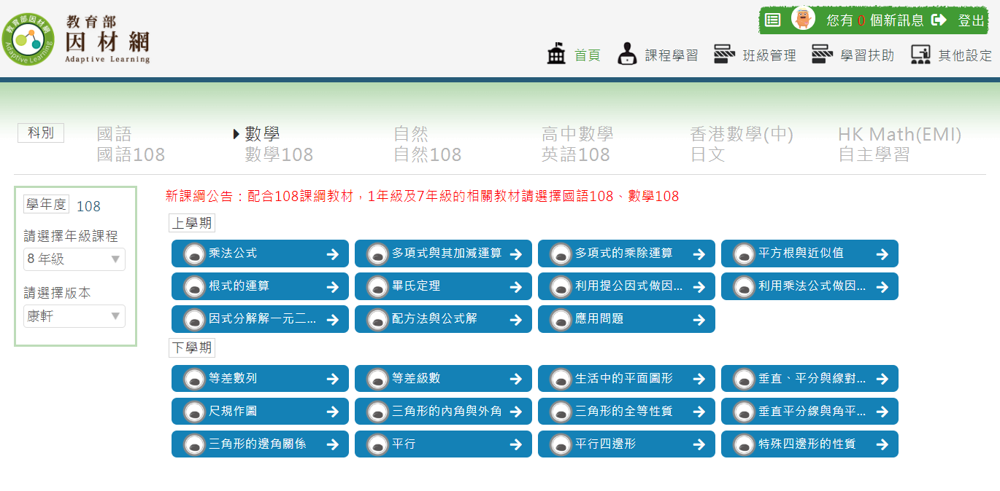 教育部因材網
Adaptive Learning
教育部
因材網
Adaptive Learning
您有 0 個新訊息 登出
首頁 課程學習 班級管理 學習扶助 其他設定
科別
國語 數學 自然 高中數學 香港數學(中) HK Math(EMI)
國語108 數學108 自然108 英語108 日文 自主學習
學年度 108
請選擇年級課程
8 年級
請選擇版本
康軒
新課綱公告：配合108課綱教材，1年級及7年級的相關教材請選擇國語108、數學108
上學期
乘法公式 多項式與其加減運算 多項式的乘除運算 平方根與近似值
根式的運算 畢氏定理 利用提公因式做因... 利用乘法公式做因...
因式分解解一元二... 配方法與公式解 應用問題
下學期
等差數列 等差級數 生活中的平面圖形 垂直、平分與線對...
尺規作圖 三角形的內角與外角 三角形的全等性質 垂直平分線與角平...
三角形的邊角關係 平行 平行四邊形 特殊四邊形的性質